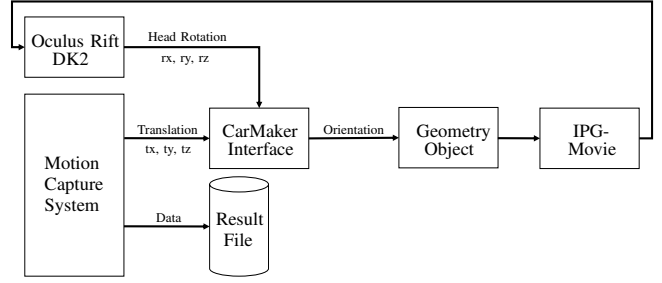 Oculus Rift
DK2
Head Rotation
rx, ry, rz
Motion
Capture
System
Translation
tx, ty, tz
CarMaker
Interface
Orientation
Geometry
Object
IPG-
Movie
Data
Result
File